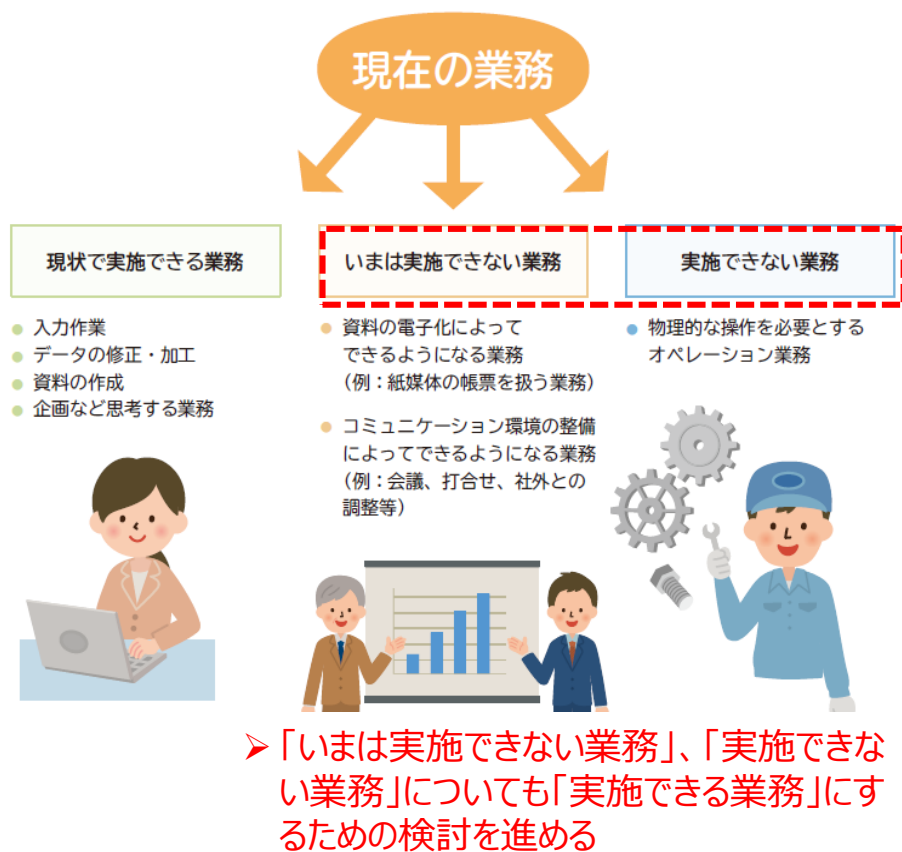 現在の業務
現状で実施できる業務
● 入力作業
● データの修正・加工
● 資料の作成
● 企画など思考する業務
いまは実施できない業務
● 資料の電子化によって
できるようになる業務
（例：紙媒体の帳票を扱う業務）
● コミュニケーション環境の整備
によってできるようになる業務
（例：会議、打合せ、社外との
調整等）
実施できない業務
● 物理的な操作を必要とする
オペレーション業務
➢ 「いまは実施できない業務」、「実施できな
い業務」についても「実施できる業務」にす
るための検討を進める